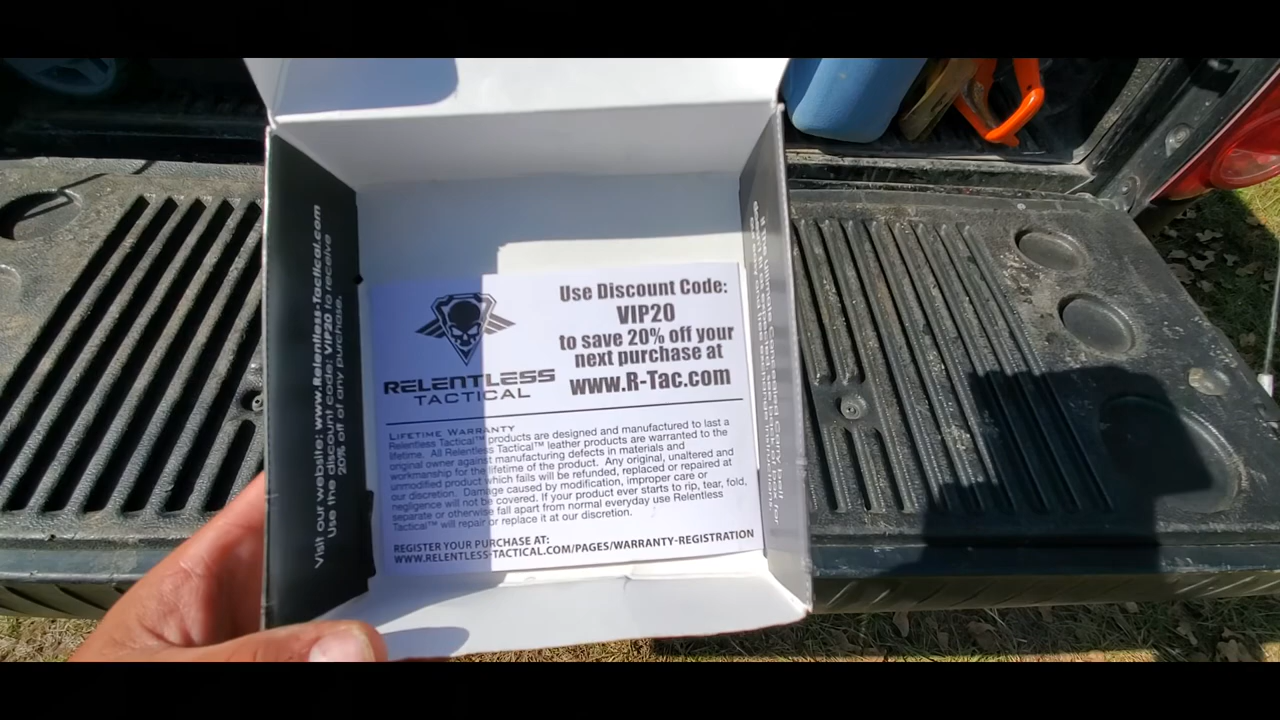 Visit our website: www.Relentless-Tactical.com
Use the discount code: VIP20 to receive
20% off of any purchase.
RELENTLESS
TACTICAL
Use Discount Code:
VIP20
to save 20% off your
next purchase at
www.R-Tac.com
LIFETIME WARRANTY
Relentless Tactical™ products are designed and manufactured to last a
lifetime. All Relentless Tactical™ leather products are warranted to the
original owner against manufacturing defects in materials and
workmanship for the lifetime of the product. Any original, unaltered and
unmodified product which fails will be refunded, replaced or repaired at
our discretion. Damage caused by modification, improper care or
negligence will not be covered. If your product ever starts to rip, tear, fold,
separate or otherwise fall apart from normal everyday use Relentless
Tactical™ will repair or replace it at our discretion.
REGISTER YOUR PURCHASE AT:
WWW.RELENTLESS-TACTICAL.COM/PAGES/WARRANTY-REGISTRATION